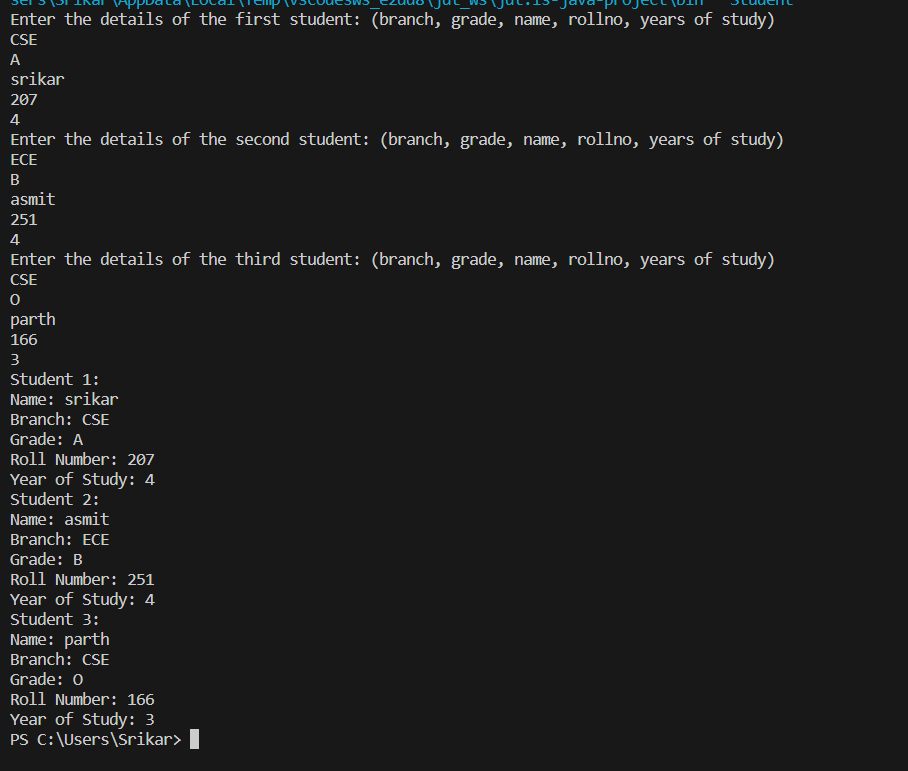 Enter the details of the first student: (branch, grade, name, rollno, years of study)
CSE
A
srikar
207
4
Enter the details of the second student: (branch, grade, name, rollno, years of study)
ECE
B
asmit
251
4
Enter the details of the third student: (branch, grade, name, rollno, years of study)
CSE
O
parth
166
3
Student 1:
Name: srikar
Branch: CSE
Grade: A
Roll Number: 207
Year of Study: 4
Student 2:
Name: asmit
Branch: ECE
Grade: B
Roll Number: 251
Year of Study: 4
Student 3:
Name: parth
Branch: CSE
Grade: O
Roll Number: 166
Year of Study: 3
PS C:\Users\Srikar>